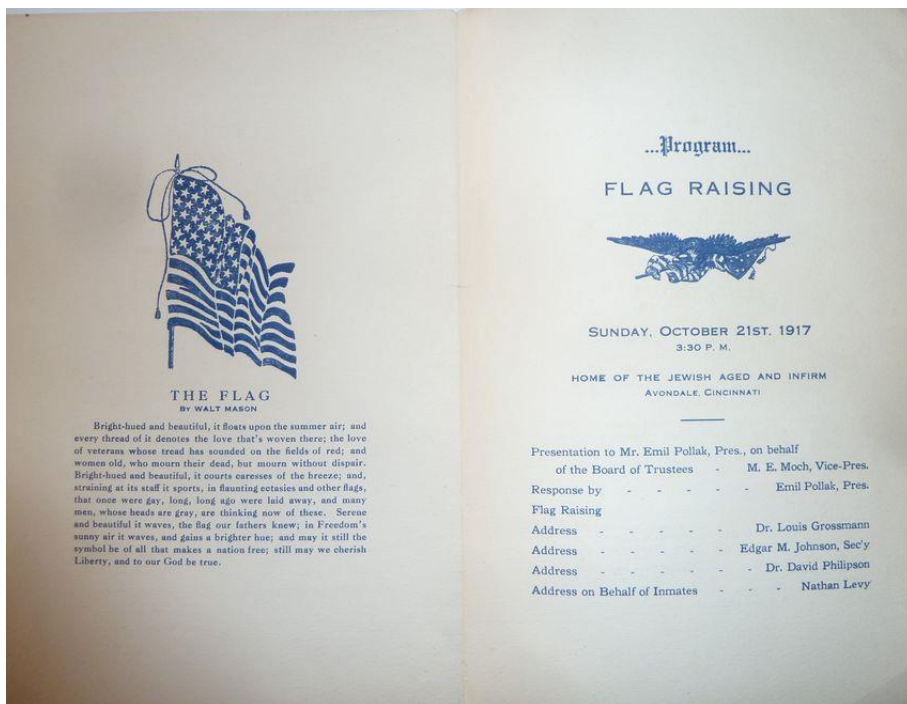 THE FLAG
BY WALT MASON
Bright-hued and beautiful, it floats upon the summer air; and
every thread of it denotes the love that's woven there; the love
of veterans whose tread has sounded on the fields of red; and
women old, who mourn their dead, but mourn without dispair.
Bright-hued and beautiful, it courts caresses of the breeze; and,
straining at its staff it sports, in flaunting ectasies and other flags,
that once were gay, long, long ago were laid away, and many
men, whose heads are gray, are thinking now of these. Serene
and beautiful it waves, the flag our fathers knew; in Freedom's
sunny air it waves, and gains a brighter hue; and may it still the
symbol be of all that makes a nation free; still may we cherish
Liberty, and to our God be true.
...Program...
FLAG RAISING
SUNDAY, OCTOBER 21ST. 1917
3:30 P. M.
HOME OF THE JEWISH AGED AND INFIRM
AVONDALE, CINCINNATI
Presentation to Mr. Emil Pollak, Pres., on behalf
of the Board of Trustees - M. E. Moch, Vice-Pres.
Response by - - - - - Emil Pollak, Pres.
Flag Raising
Address - - - - - Dr. Louis Grossmann
Address - - - - - Edgar M. Johnson, Sec'y
Address - - - - - - Dr. David Philipson
Address on Behalf of Inmates - - - Nathan Levy